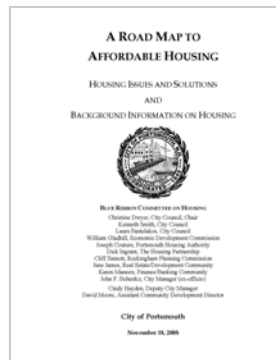 A ROAD MAP TO
AFFORDABLE HOUSING
HOUSING ISSUES AND SOLUTIONS
AND
BACKGROUND INFORMATION ON HOUSING
BLUE RIBBON COMMITTEE ON HOUSING
Christine Dwyer, City Council, Chair
Kenneth Smith, City Council
Laura Pantelakos, City Council
William Gladhill, Economic Development Commission
Joseph Couture, Portsmouth Housing Authority
Dick Ingram, The Housing Partnership
Cliff Sinnott, Rockingham Planning Commission
Jane James, Real Estate/Development Community
Karen Manson, Finance/Banking Community
John P. Bohenko, City Manager (ex-officio)
Cindy Hayden, Deputy City Manager
David Moore, Assistant Community Development Director
City of Portsmouth
November 18, 2008